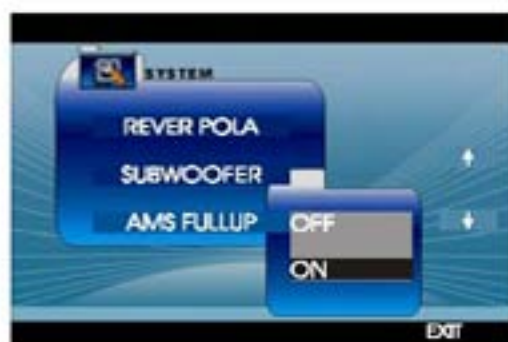 SYSTEM
REVER POLA
SUBWOOFER
AMS FULLUP
OFF
ON
EXIT